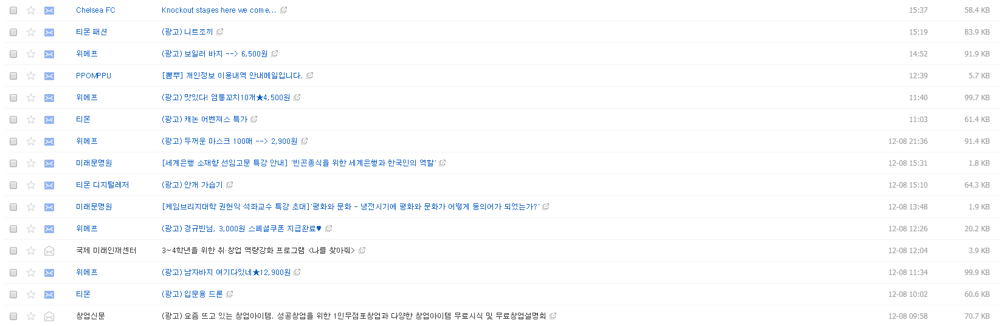 Chelsea FC Knockout stages here we come... 15:37 58.4 KB
티몬 패션 (광고) 니트조끼 15:19 83.9 KB
위메프 (광고) 보일러 바지 --> 6,500원 14:52 91.9 KB
PPOMPPU [뽐뿌] 개인정보 이용내역 안내메일입니다. 12:39 5.7 KB
위메프 (광고) 맛있다! 염통꼬치10개★4,500원 11:40 99.7 KB
티몬 (광고) 캐논 어벤져스 특가 11:03 61.4 KB
위메프 (광고) 두꺼운 마스크 100매 --> 2,900원 12-08 21:36 91.4 KB
미래문명원 [세계은행 소재향 선임고문 특강 안내] '빈곤종식을 위한 세계은행과 한국인의 역할' 12-08 15:31 1.8 KB
티몬 디지털레저 (광고) 안개 가습기 12-08 15:10 64.3 KB
미래문명원 [케임브리지대학 권헌익 석좌교수 특강 초대]'평화와 문화 - 냉전시기에 평화와 문화가 어떻게 동의어가 되었는가?' 12-08 13:48 1.9 KB
위메프 (광고) 경규빈님, 3,000원 스페셜쿠폰 지급완료♥ 12-08 12:26 20.2 KB
국제 미래인재센터 3~4학년을 위한 취·창업 역량강화 프로그램 <나를 찾아줘> 12-08 12:04 3.9 KB
위메프 (광고) 남자바지 여기다있네★12,900원 12-08 11:34 99.9 KB
티몬 (광고) 입문용 드론 12-08 10:02 60.6 KB
창업신문 (광고) 요즘 뜨고 있는 창업아이템. 성공창업을 위한 1인무점포창업과 다양한 창업아이템 무료시식 및 무료창업설명회 12-08 09:58 70.7 KB